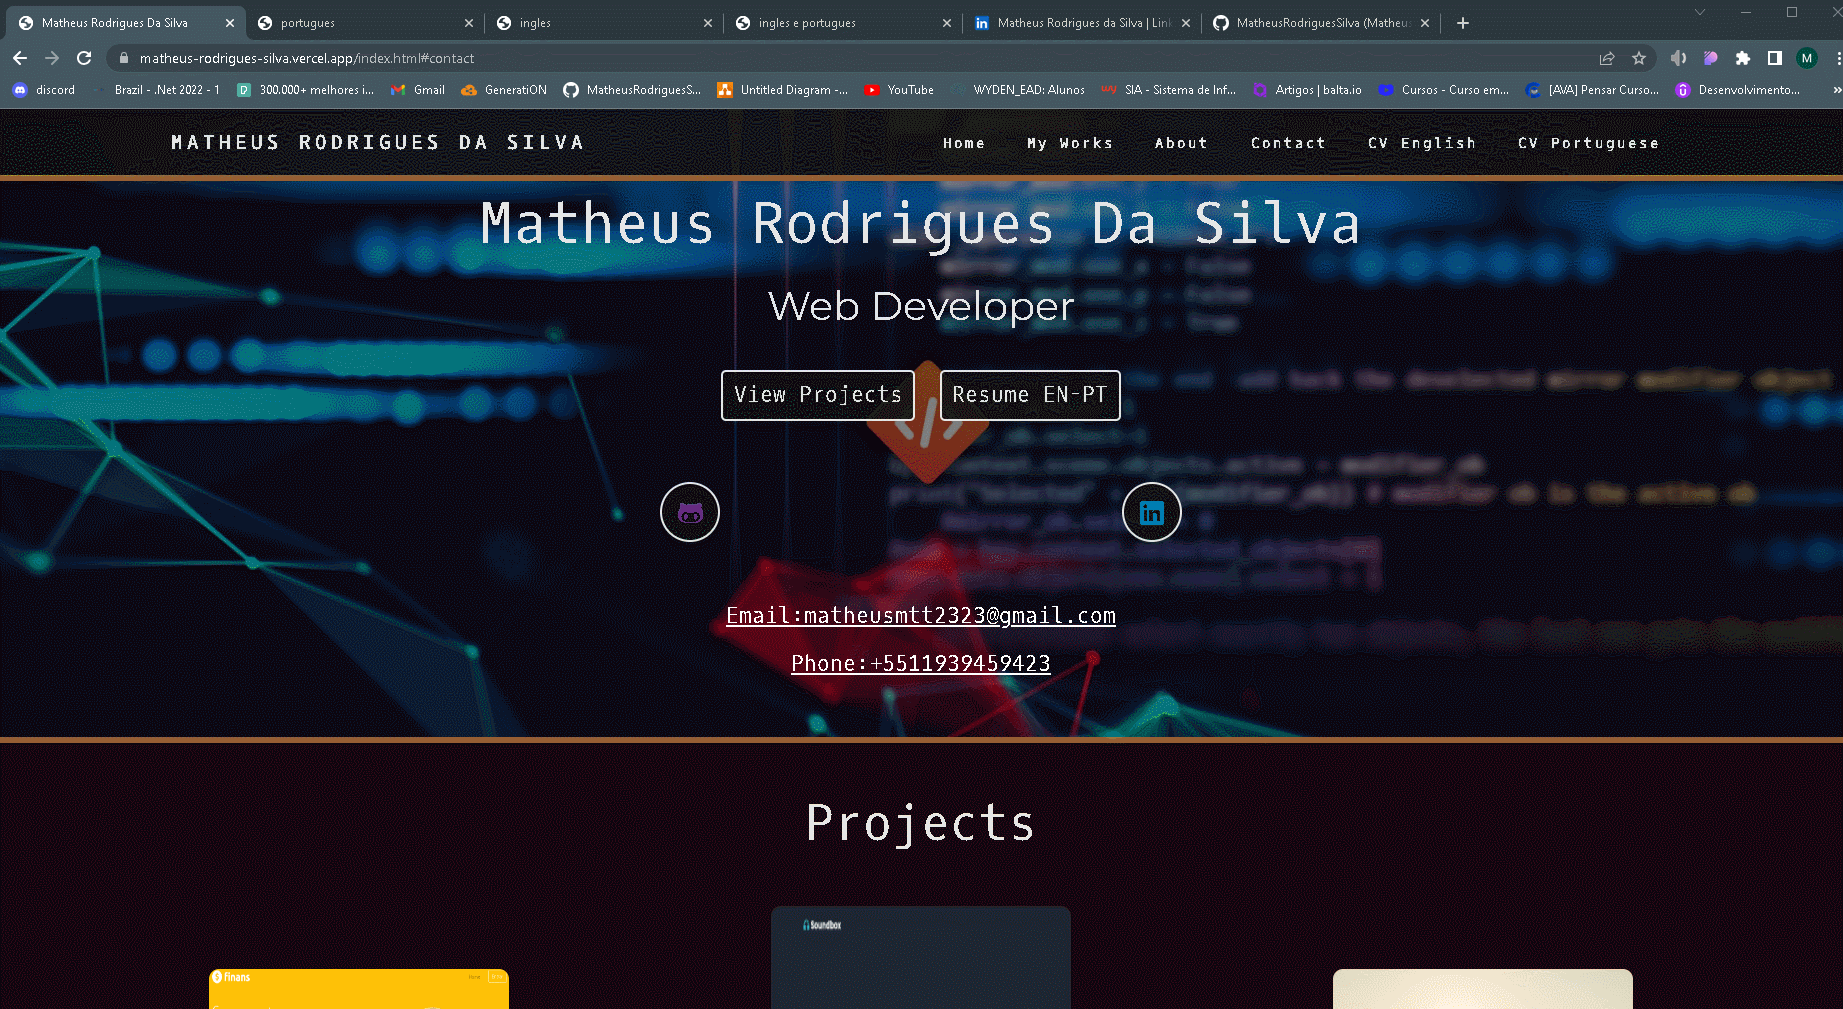 Matheus Rodrigues Da Silva
portugues
ingles
ingles e portugues
Matheus Rodrigues da Silva | Link
MatheusRodriguesSilva (Matheus
matheus-rodrigues-silva.vercel.app/index.html#contact
M
discord
Brazil - .Net 2022 - 1
300.000+ melhores i...
Gmail
GeneratiON
MatheusRodriguesS...
Untitled Diagram -...
YouTube
WYDEN_EAD: Alunos
SIA - Sistema de Inf...
Artigos | balta.io
Cursos - Curso em...
[AVA] Pensar Curso...
Desenvolvimento...
MATHEUS RODRIGUES DA SILVA
Home
My Works
About
Contact
CV English
CV Portuguese
Matheus Rodrigues Da Silva
Web Developer
View Projects
Resume EN-PT
Email:matheusmtt2323@gmail.com
Phone:+5511939459423
Projects
Soundbox
finans